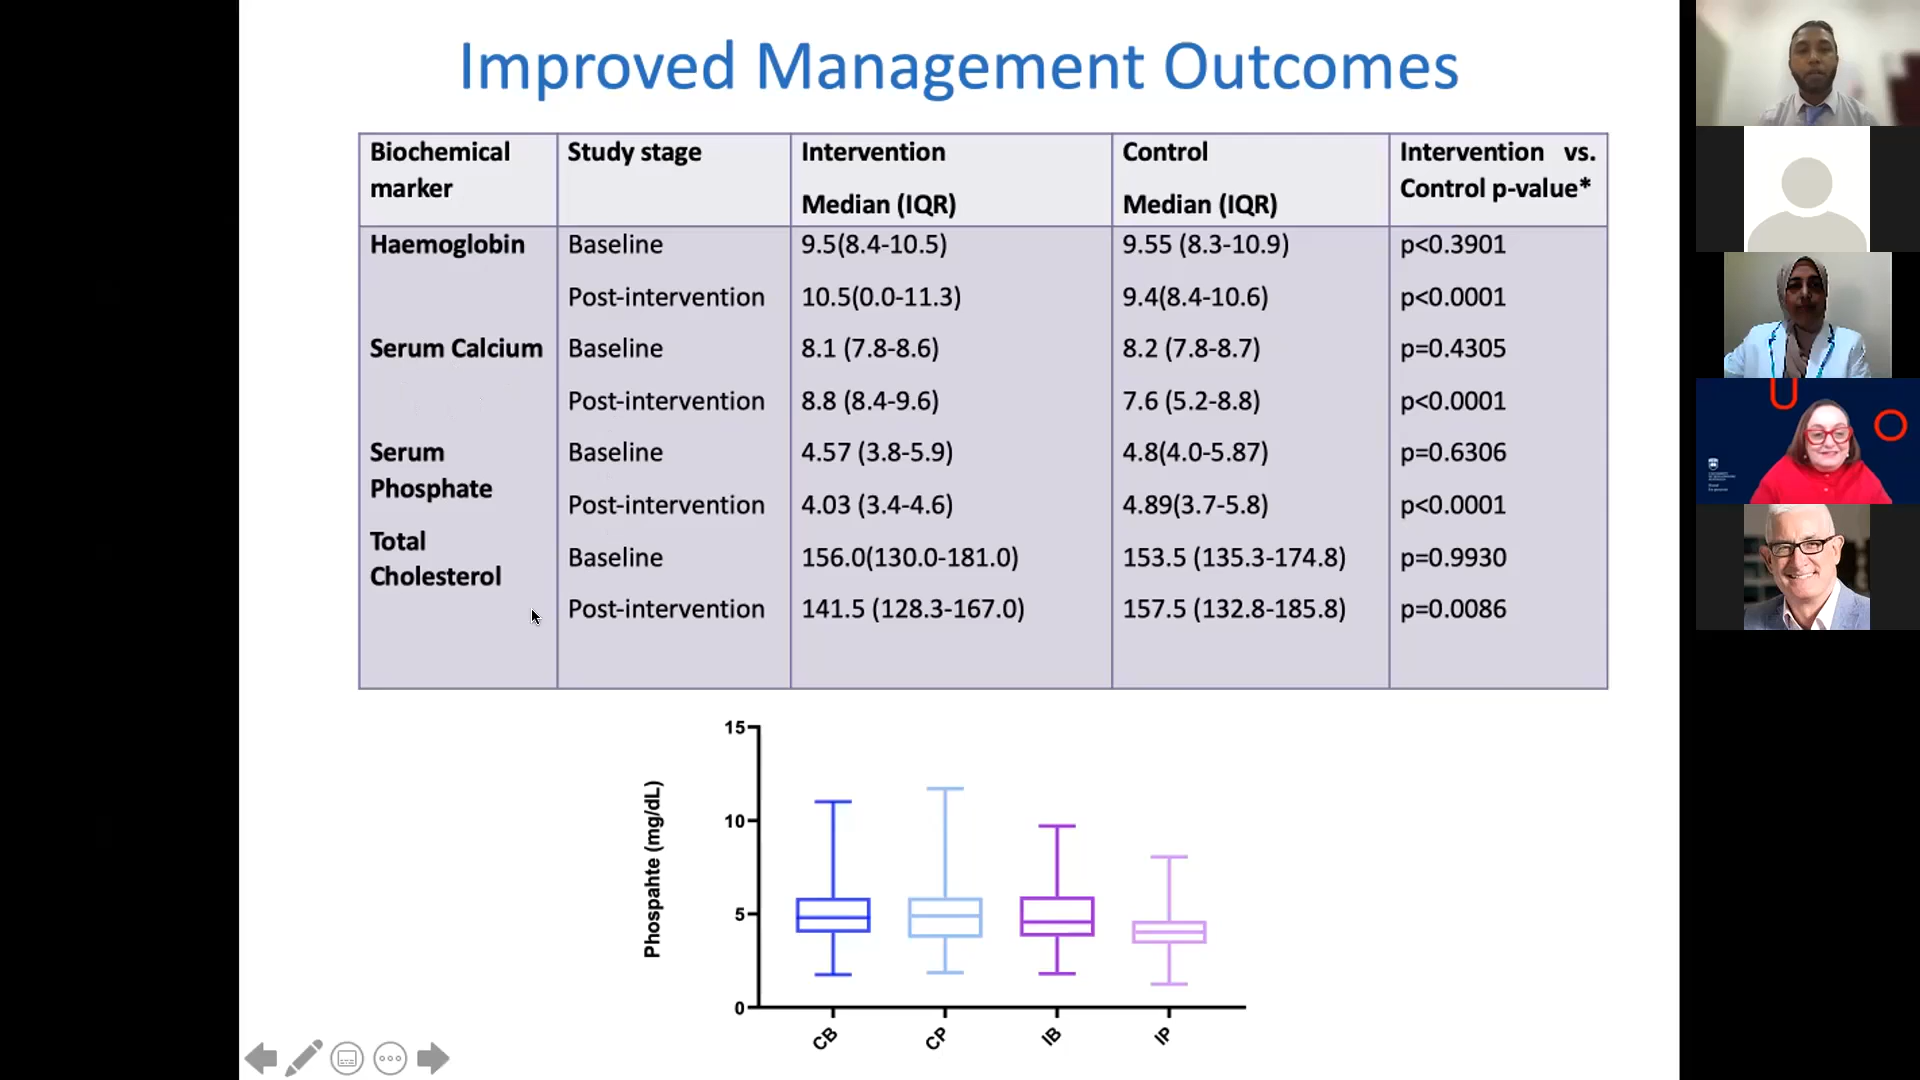 Improved Management Outcomes
Biochemical marker
Study stage
Intervention
Median (IQR)
Control
Median (IQR)
Intervention vs.
Control p-value*
Haemoglobin
Baseline
9.5(8.4-10.5)
9.55 (8.3-10.9)
p<0.3901
Post-intervention
10.5(0.0-11.3)
9.4(8.4-10.6)
p<0.0001
Serum Calcium
Baseline
8.1 (7.8-8.6)
8.2 (7.8-8.7)
p=0.4305
Post-intervention
8.8 (8.4-9.6)
7.6 (5.2-8.8)
p<0.0001
Serum
Phosphate
Baseline
4.57 (3.8-5.9)
4.8(4.0-5.87)
p=0.6306
Post-intervention
4.03 (3.4-4.6)
4.89(3.7-5.8)
p<0.0001
Total
Cholesterol
Baseline
156.0(130.0-181.0)
153.5 (135.3-174.8)
p=0.9930
Post-intervention
141.5 (128.3-167.0)
157.5 (132.8-185.8)
p=0.0086
Phospahte (mg/dL)
15
10
5
0
CB
CP
IB
IP